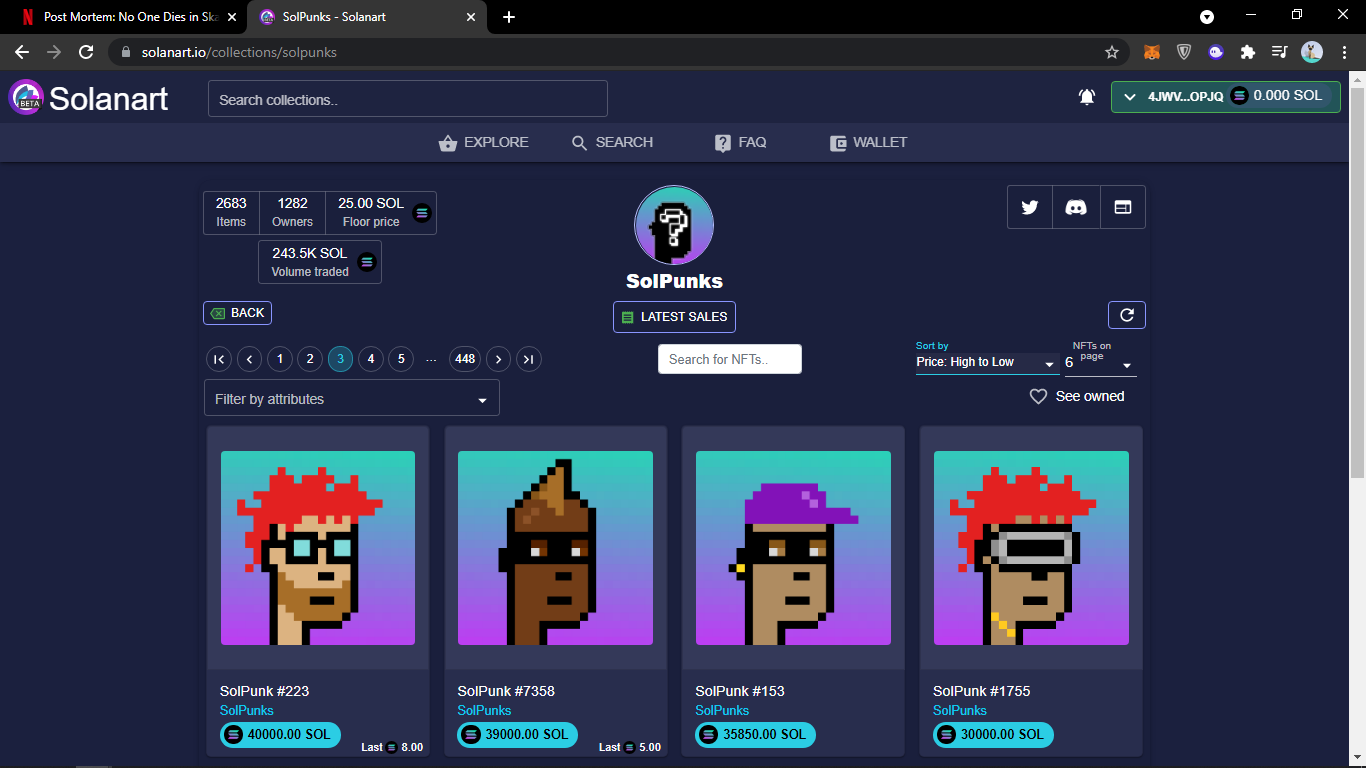 Post Mortem: No One Dies in Ska
SolPunks - Solanart
solanart.io/collections/solpunks
BETA
Solanart
Search collections..
4JWV...OPJQ
0.000 SOL
EXPLORE
SEARCH
FAQ
WALLET
2683
Items
1282
Owners
25.00 SOL
Floor price
243.5K SOL
Volume traded
SolPunks
BACK
LATEST SALES
1 2 3 4 5 ... 448
Search for NFTs..
Sort by
Price: High to Low
NFTs on
page
6
Filter by attributes
See owned
SolPunk #223
SolPunks
40000.00 SOL
Last 8.00
SolPunk #7358
SolPunks
39000.00 SOL
Last 5.00
SolPunk #153
SolPunks
35850.00 SOL
SolPunk #1755
SolPunks
30000.00 SOL